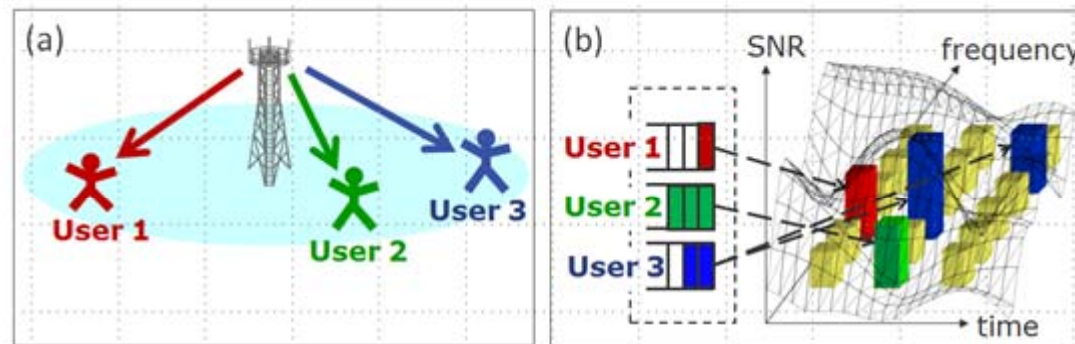 (a)
User 1
User 2
User 3
(b)
SNR
frequency
User 1
User 2
User 3
time